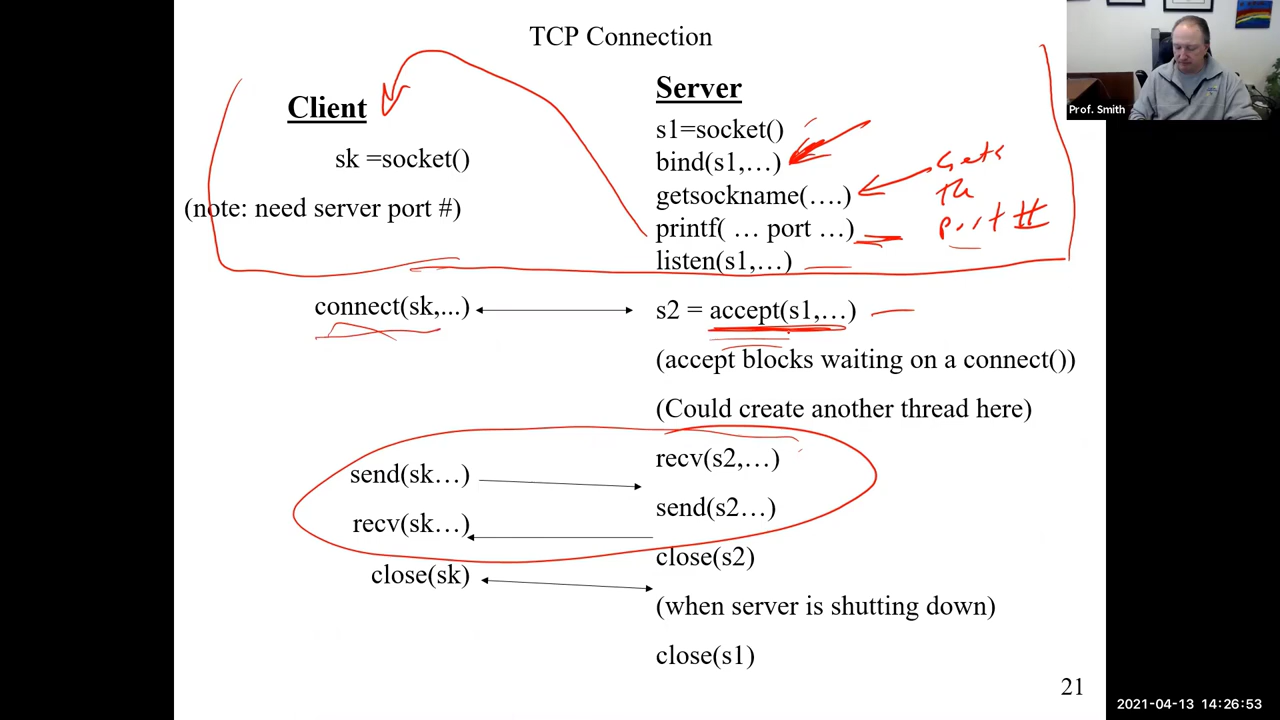 TCP Connection
Client
sk =socket()
(note: need server port #)
connect(sk,...)
send(sk…)
recv(sk…)
close(sk)
Server
s1=socket()
bind(s1,…)
getsockname(….)
printf( … port …)
listen(s1,…)
s2 = accept(s1,…)
(accept blocks waiting on a connect())
(Could create another thread here)
recv(s2,…)
send(s2…)
close(s2)
(when server is shutting down)
close(s1)
Gets
the
port #
Prof. Smith
21
2021-04-13 14:26:53